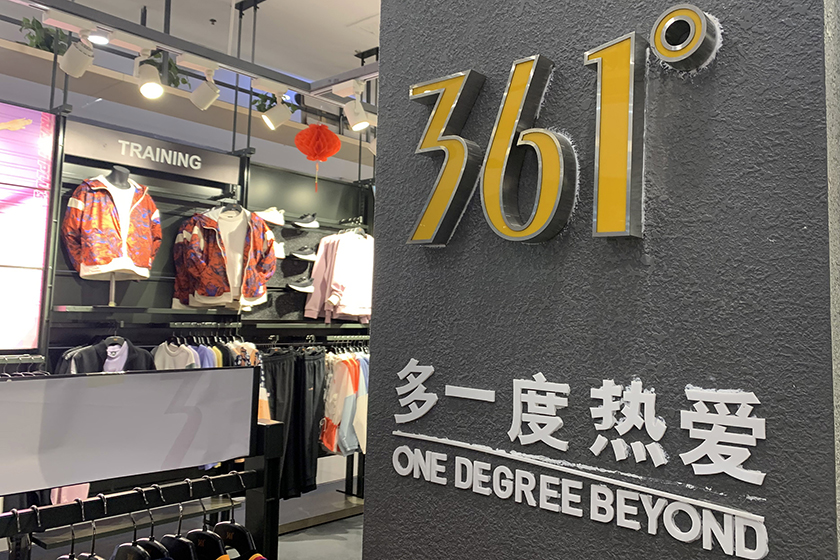 TRAINING
361°
多一度热爱
ONE DEGREE BEYOND